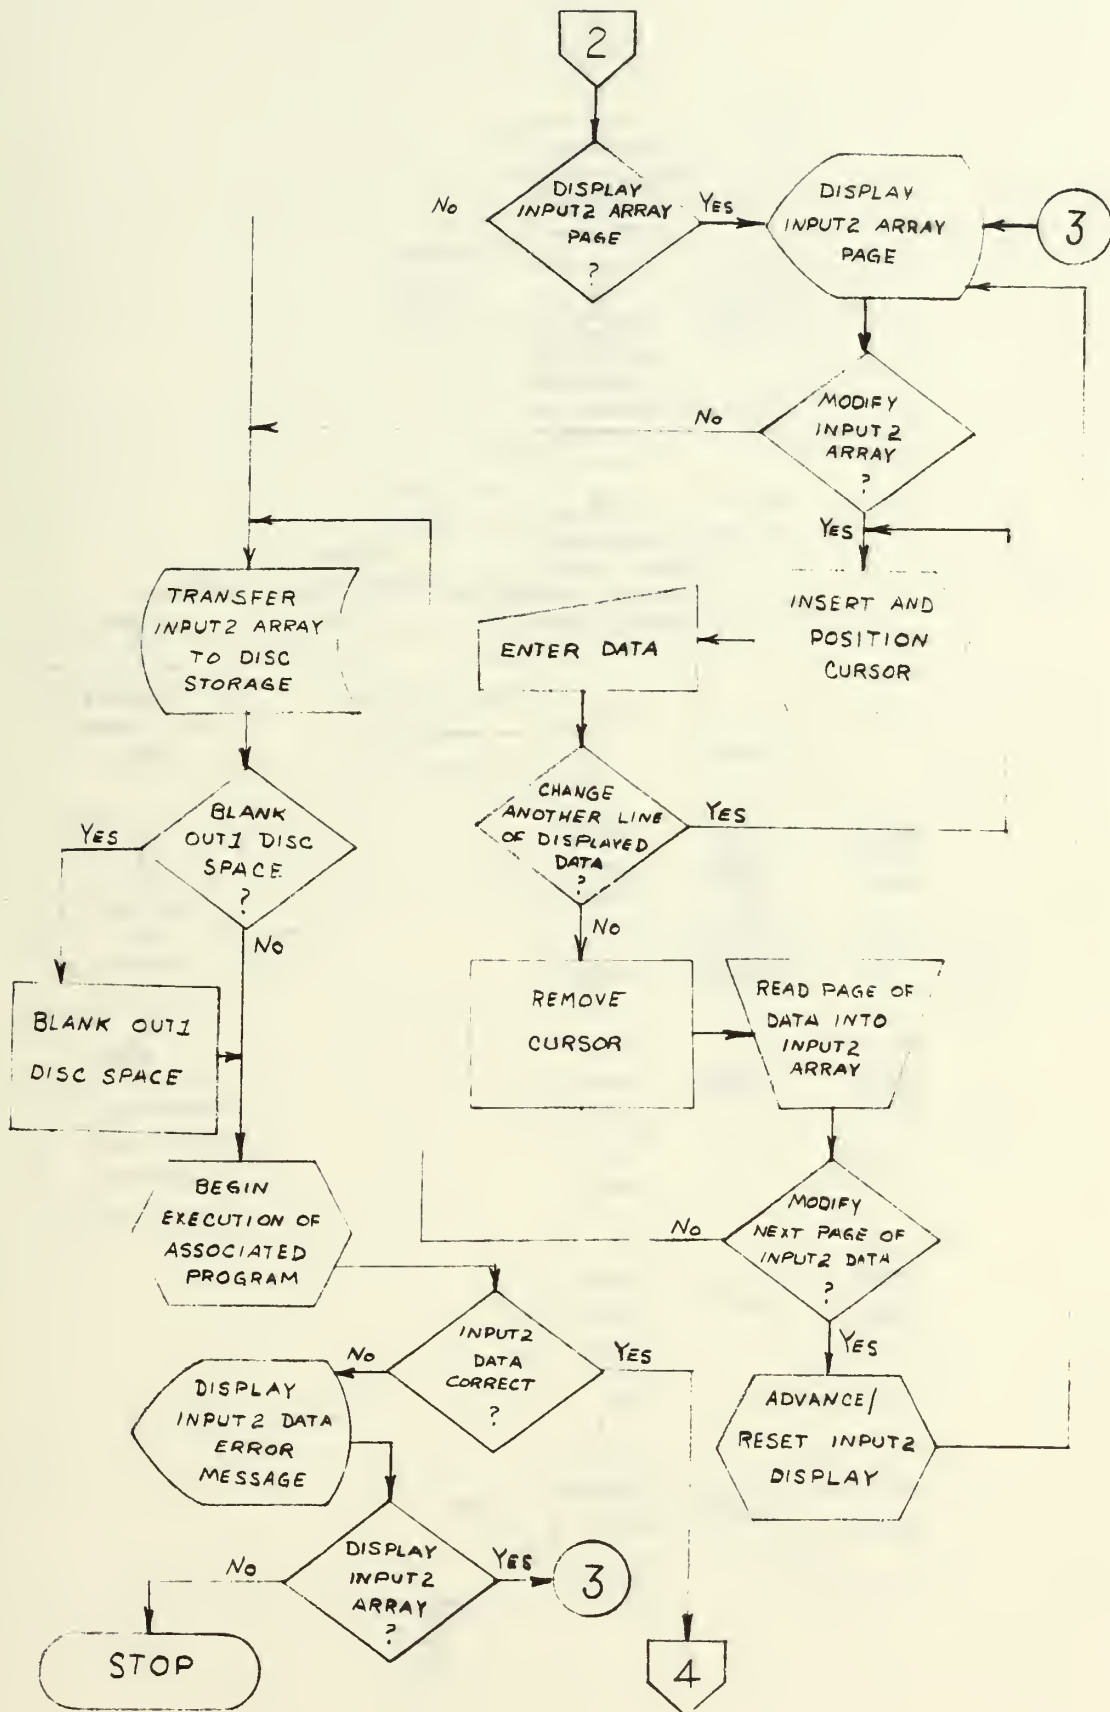 2
DISPLAY
INPUT2 ARRAY
PAGE
?
No
YES
DISPLAY
INPUT2 ARRAY
PAGE
3
MODIFY
INPUT2
ARRAY
?
No
YES
INSERT AND
POSITION
CURSOR
ENTER DATA
TRANSFER
INPUT2 ARRAY
TO DISC
STORAGE
CHANGE
ANOTHER LINE
OF DISPLAYED
DATA
?
YES
No
BLANK
OUT1 DISC
SPACE
?
YES
No
BLANK OUT1
DISC SPACE
REMOVE
CURSOR
READ PAGE OF
DATA INTO
INPUT2
ARRAY
BEGIN
EXECUTION OF
ASSOCIATED
PROGRAM
MODIFY
NEXT PAGE OF
INPUT2 DATA
?
No
YES
INPUT2
DATA
CORRECT
?
No
YES
DISPLAY
INPUT2 DATA
ERROR
MESSAGE
ADVANCE/
RESET INPUT2
DISPLAY
DISPLAY
INPUT2
ARRAY
?
No
YES
3
STOP
4